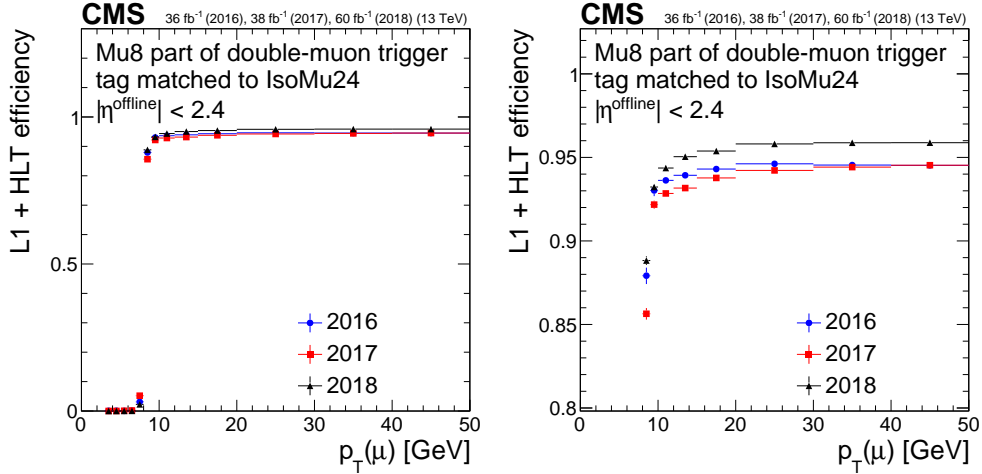 CMS 36 fb⁻¹ (2016), 38 fb⁻¹ (2017), 60 fb⁻¹ (2018) (13 TeV)
Mu8 part of double-muon trigger
tag matched to IsoMu24
|η^offline| < 2.4
L1 + HLT efficiency
1
0.5
0
2016
2017
2018
0 10 20 30 40 50
p_T(μ) [GeV]
CMS 36 fb⁻¹ (2016), 38 fb⁻¹ (2017), 60 fb⁻¹ (2018) (13 TeV)
Mu8 part of double-muon trigger
tag matched to IsoMu24
|η^offline| < 2.4
L1 + HLT efficiency
1
0.95
0.9
0.85
0.8
2016
2017
2018
0 10 20 30 40 50
p_T(μ) [GeV]